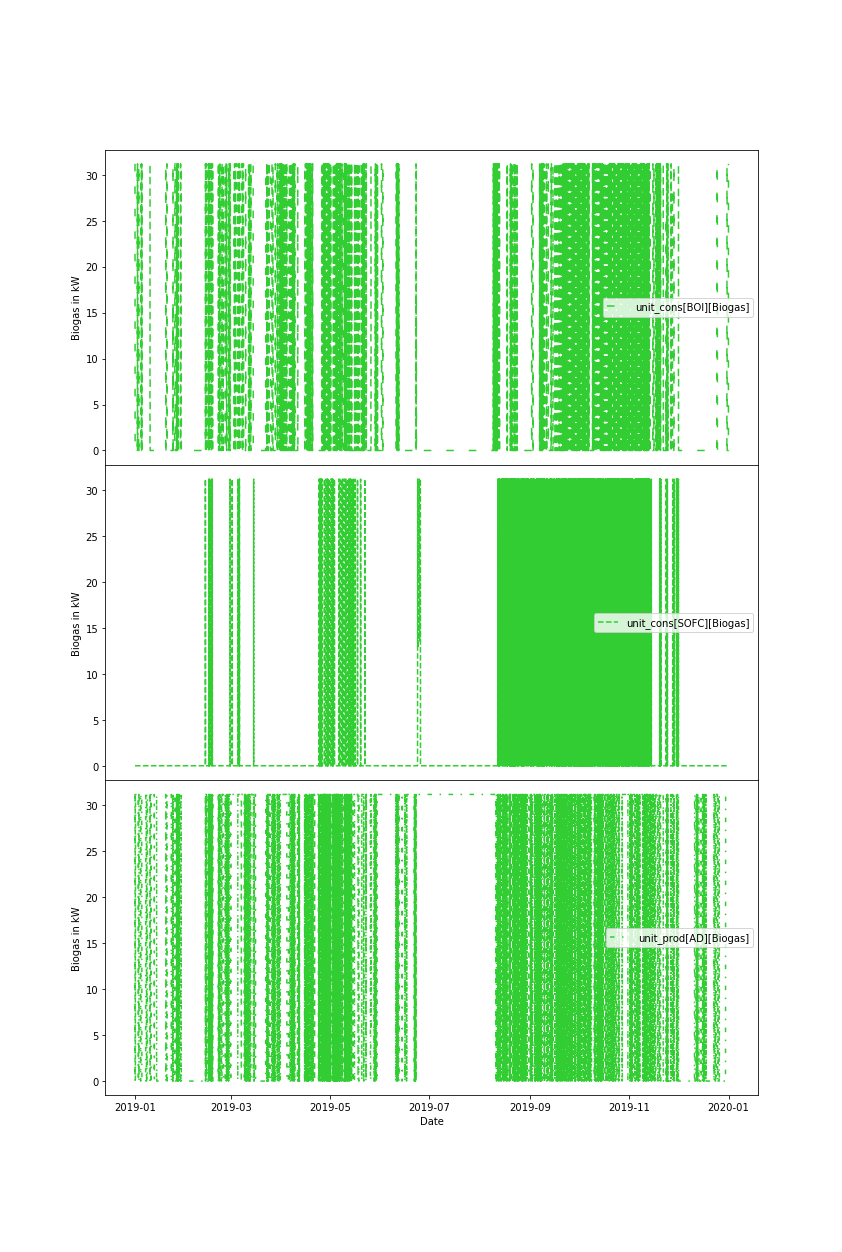 30
25
20
15
10
5
0
Biogas in kW
unit_cons[BOI][Biogas]
30
25
20
15
10
5
0
Biogas in kW
unit_cons[SOFC][Biogas]
30
25
20
15
10
5
0
Biogas in kW
unit_prod[AD][Biogas]
2019-01 2019-03 2019-05 2019-07 2019-09 2019-11 2020-01
Date